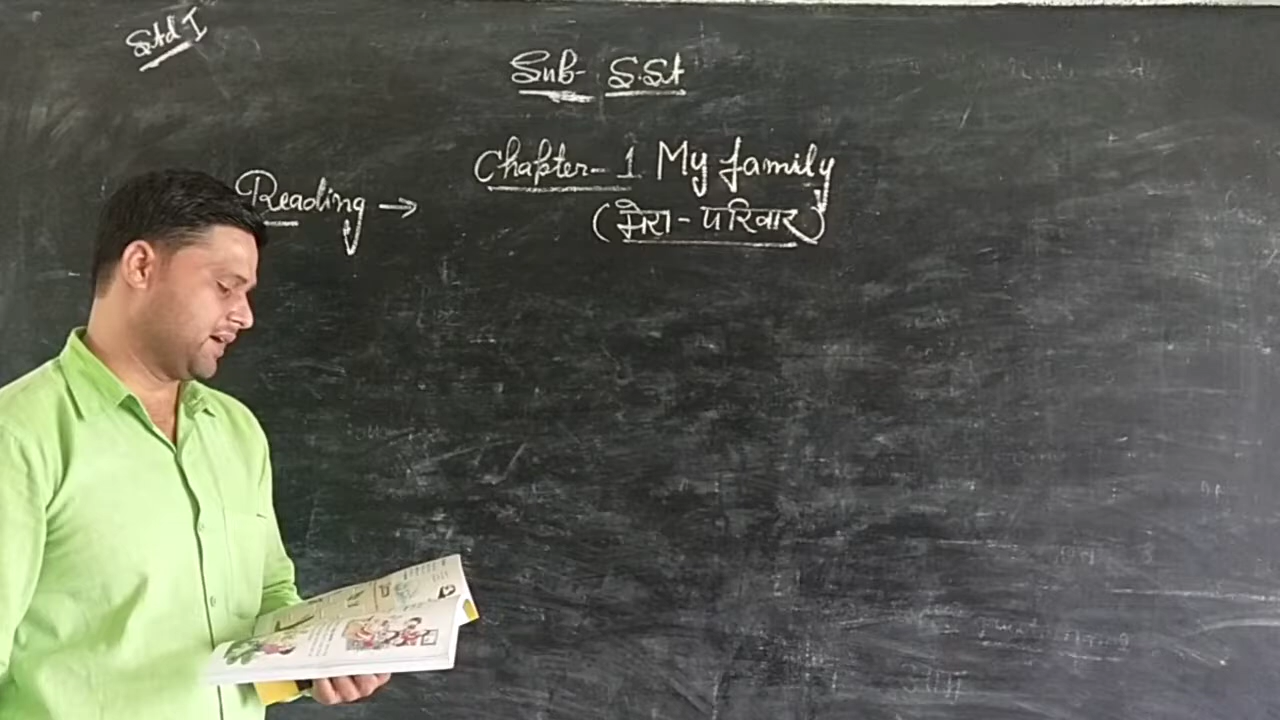 Std I
Sub- S.St
Chapter-1 My family
Reading →
(मेरा-परिवार)